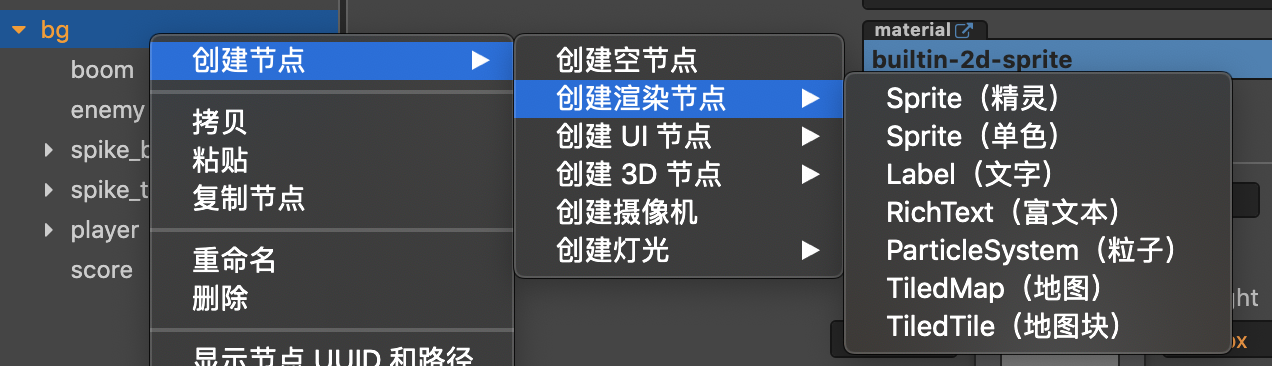 bg
boom
enemy
spike_b
spike_t
player
score
创建节点
拷贝
粘贴
复制节点
重命名
删除
显示节点 UUID 和路径
创建空节点
创建渲染节点
创建 UI 节点
创建 3D 节点
创建摄像机
创建灯光
material
builtin-2d-sprite
Sprite（精灵）
Sprite（单色）
Label（文字）
RichText（富文本）
ParticleSystem（粒子）
TiledMap（地图）
TiledTile（地图块）
ht
ox